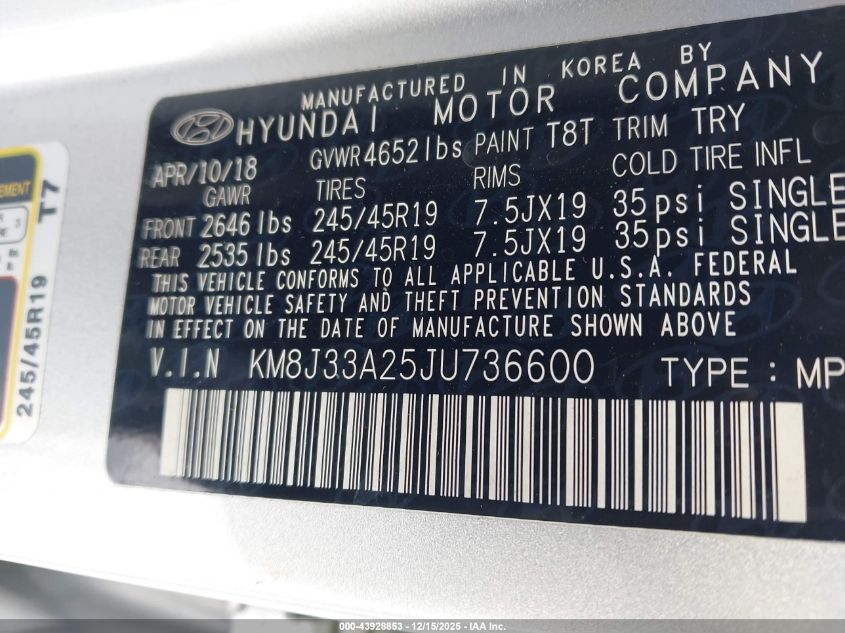 MANUFACTURED IN KOREA BY
HYUNDAI MOTOR COMPANY
APR/10/18 GVWR 4652 lbs PAINT T8T TRIM TRY
GAWR TIRES RIMS COLD TIRE INFL
FRONT 2646 lbs 245/45R19 7.5JX19 35psi SINGLE
REAR 2535 lbs 245/45R19 7.5JX19 35psi SINGLE
THIS VEHICLE CONFORMS TO ALL APPLICABLE U.S.A. FEDERAL
MOTOR VEHICLE SAFETY AND THEFT PREVENTION STANDARDS
IN EFFECT ON THE DATE OF MANUFACTURE SHOWN ABOVE
V.I.N KM8J33A25JU736600 TYPE : MP
T7
245/45R19
000-43928853 - 12/15/2025 - IAA Inc.